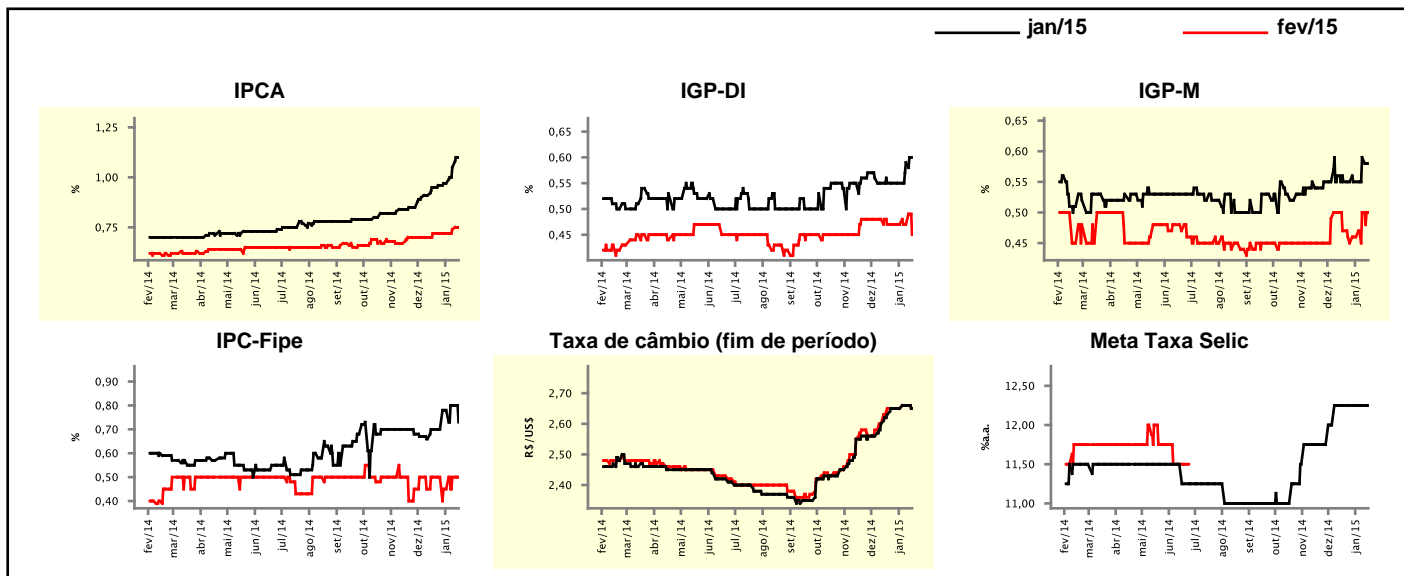 jan/15 fev/15
IPCA
1,25
1,00
0,75
%
fev/14 mar/14 abr/14 mai/14 jun/14 jul/14 ago/14 set/14 out/14 nov/14 dez/14 jan/15
IGP-DI
0,65
0,60
0,55
0,50
0,45
%
fev/14 mar/14 abr/14 mai/14 jun/14 jul/14 ago/14 set/14 out/14 nov/14 dez/14 jan/15
IGP-M
0,65
0,60
0,55
0,50
0,45
%
fev/14 mar/14 abr/14 mai/14 jun/14 jul/14 ago/14 set/14 out/14 nov/14 dez/14 jan/15
IPC-Fipe
0,90
0,80
0,70
0,60
0,50
0,40
%
fev/14 mar/14 abr/14 mai/14 jun/14 jul/14 ago/14 set/14 out/14 nov/14 dez/14 jan/15
Taxa de câmbio (fim de período)
2,70
2,60
2,50
2,40
R$/US$
fev/14 mar/14 abr/14 mai/14 jun/14 jul/14 ago/14 set/14 out/14 nov/14 dez/14 jan/15
Meta Taxa Selic
12,50
12,00
11,50
11,00
%a.a.
fev/14 mar/14 abr/14 mai/14 jun/14 jul/14 ago/14 set/14 out/14 nov/14 dez/14 jan/15